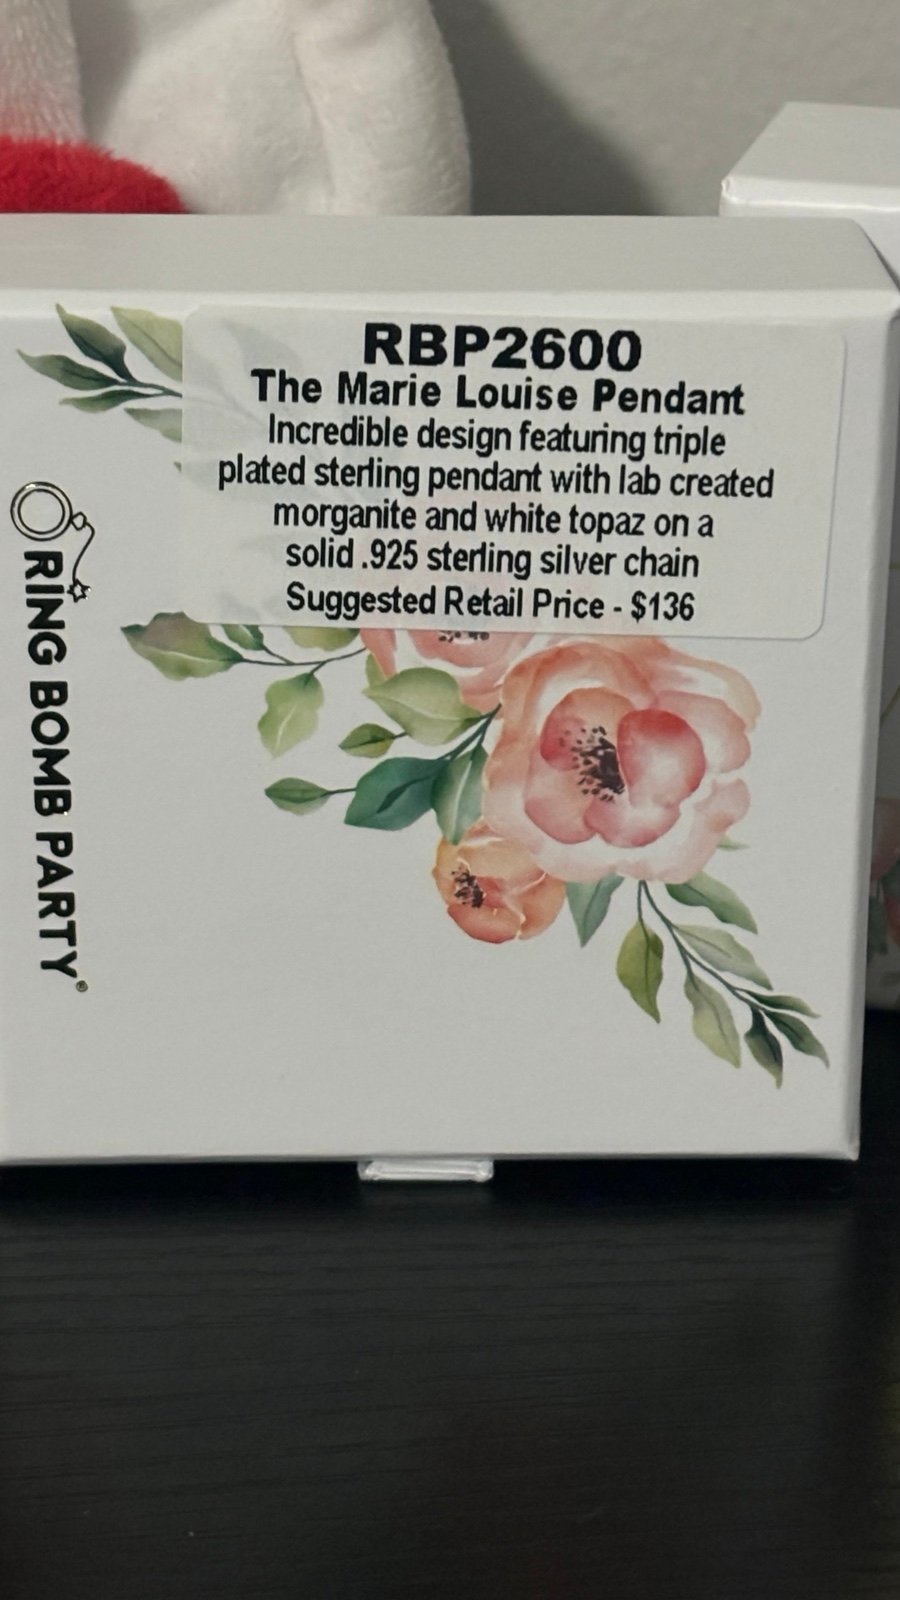 RBP2600
The Marie Louise Pendant
Incredible design featuring triple
plated sterling pendant with lab created
morganite and white topaz on a
solid .925 sterling silver chain
Suggested Retail Price - $136
RING BOMB PARTY®